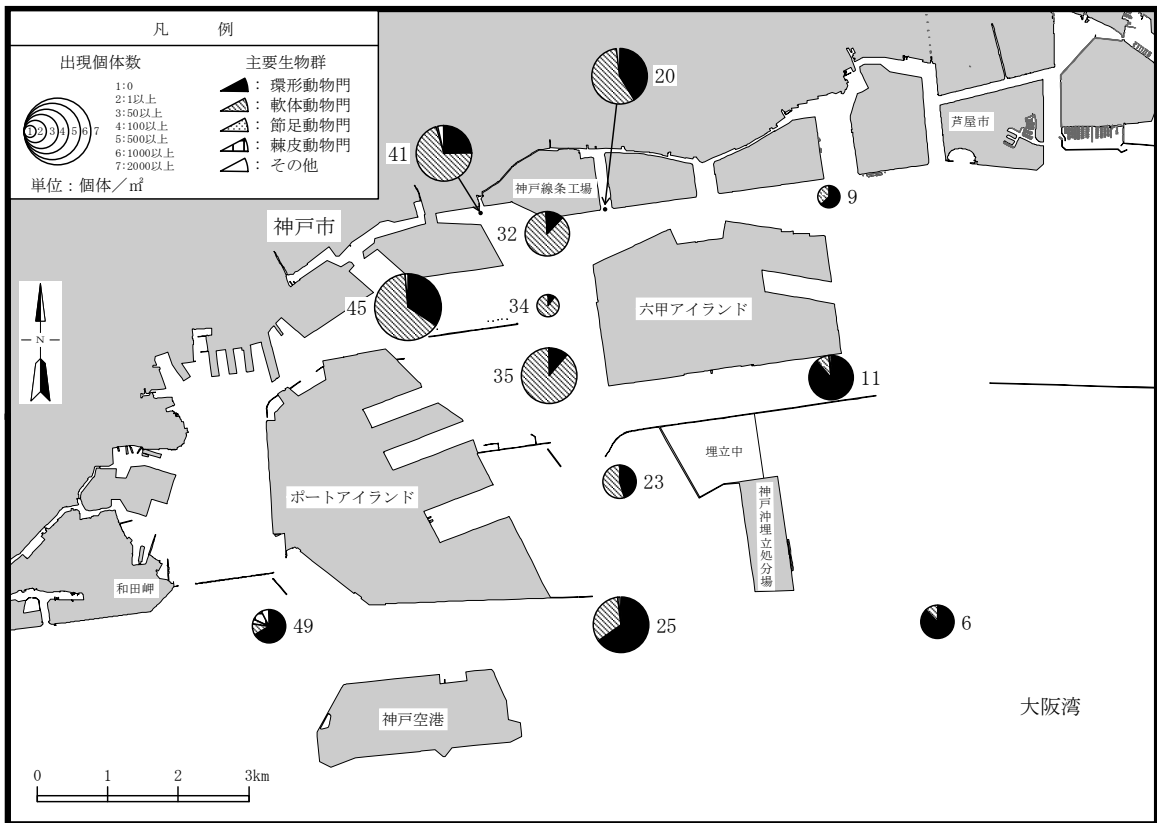 凡　例
出現個体数
1:0
2:1以上
3:50以上
4:100以上
5:500以上
6:1000以上
7:2000以上
1 2 3 4 5 6 7
単位：個体／㎡
主要生物群
：環形動物門
：軟体動物門
：節足動物門
：棘皮動物門
：その他
20
41
芦屋市
神戸線条工場
9
神戸市
32
45
34
六甲アイランド
N
35
11
埋立中
23
ポートアイランド
神戸沖埋立処分場
和田岬
49
25
6
大阪湾
神戸空港
0 1 2 3km